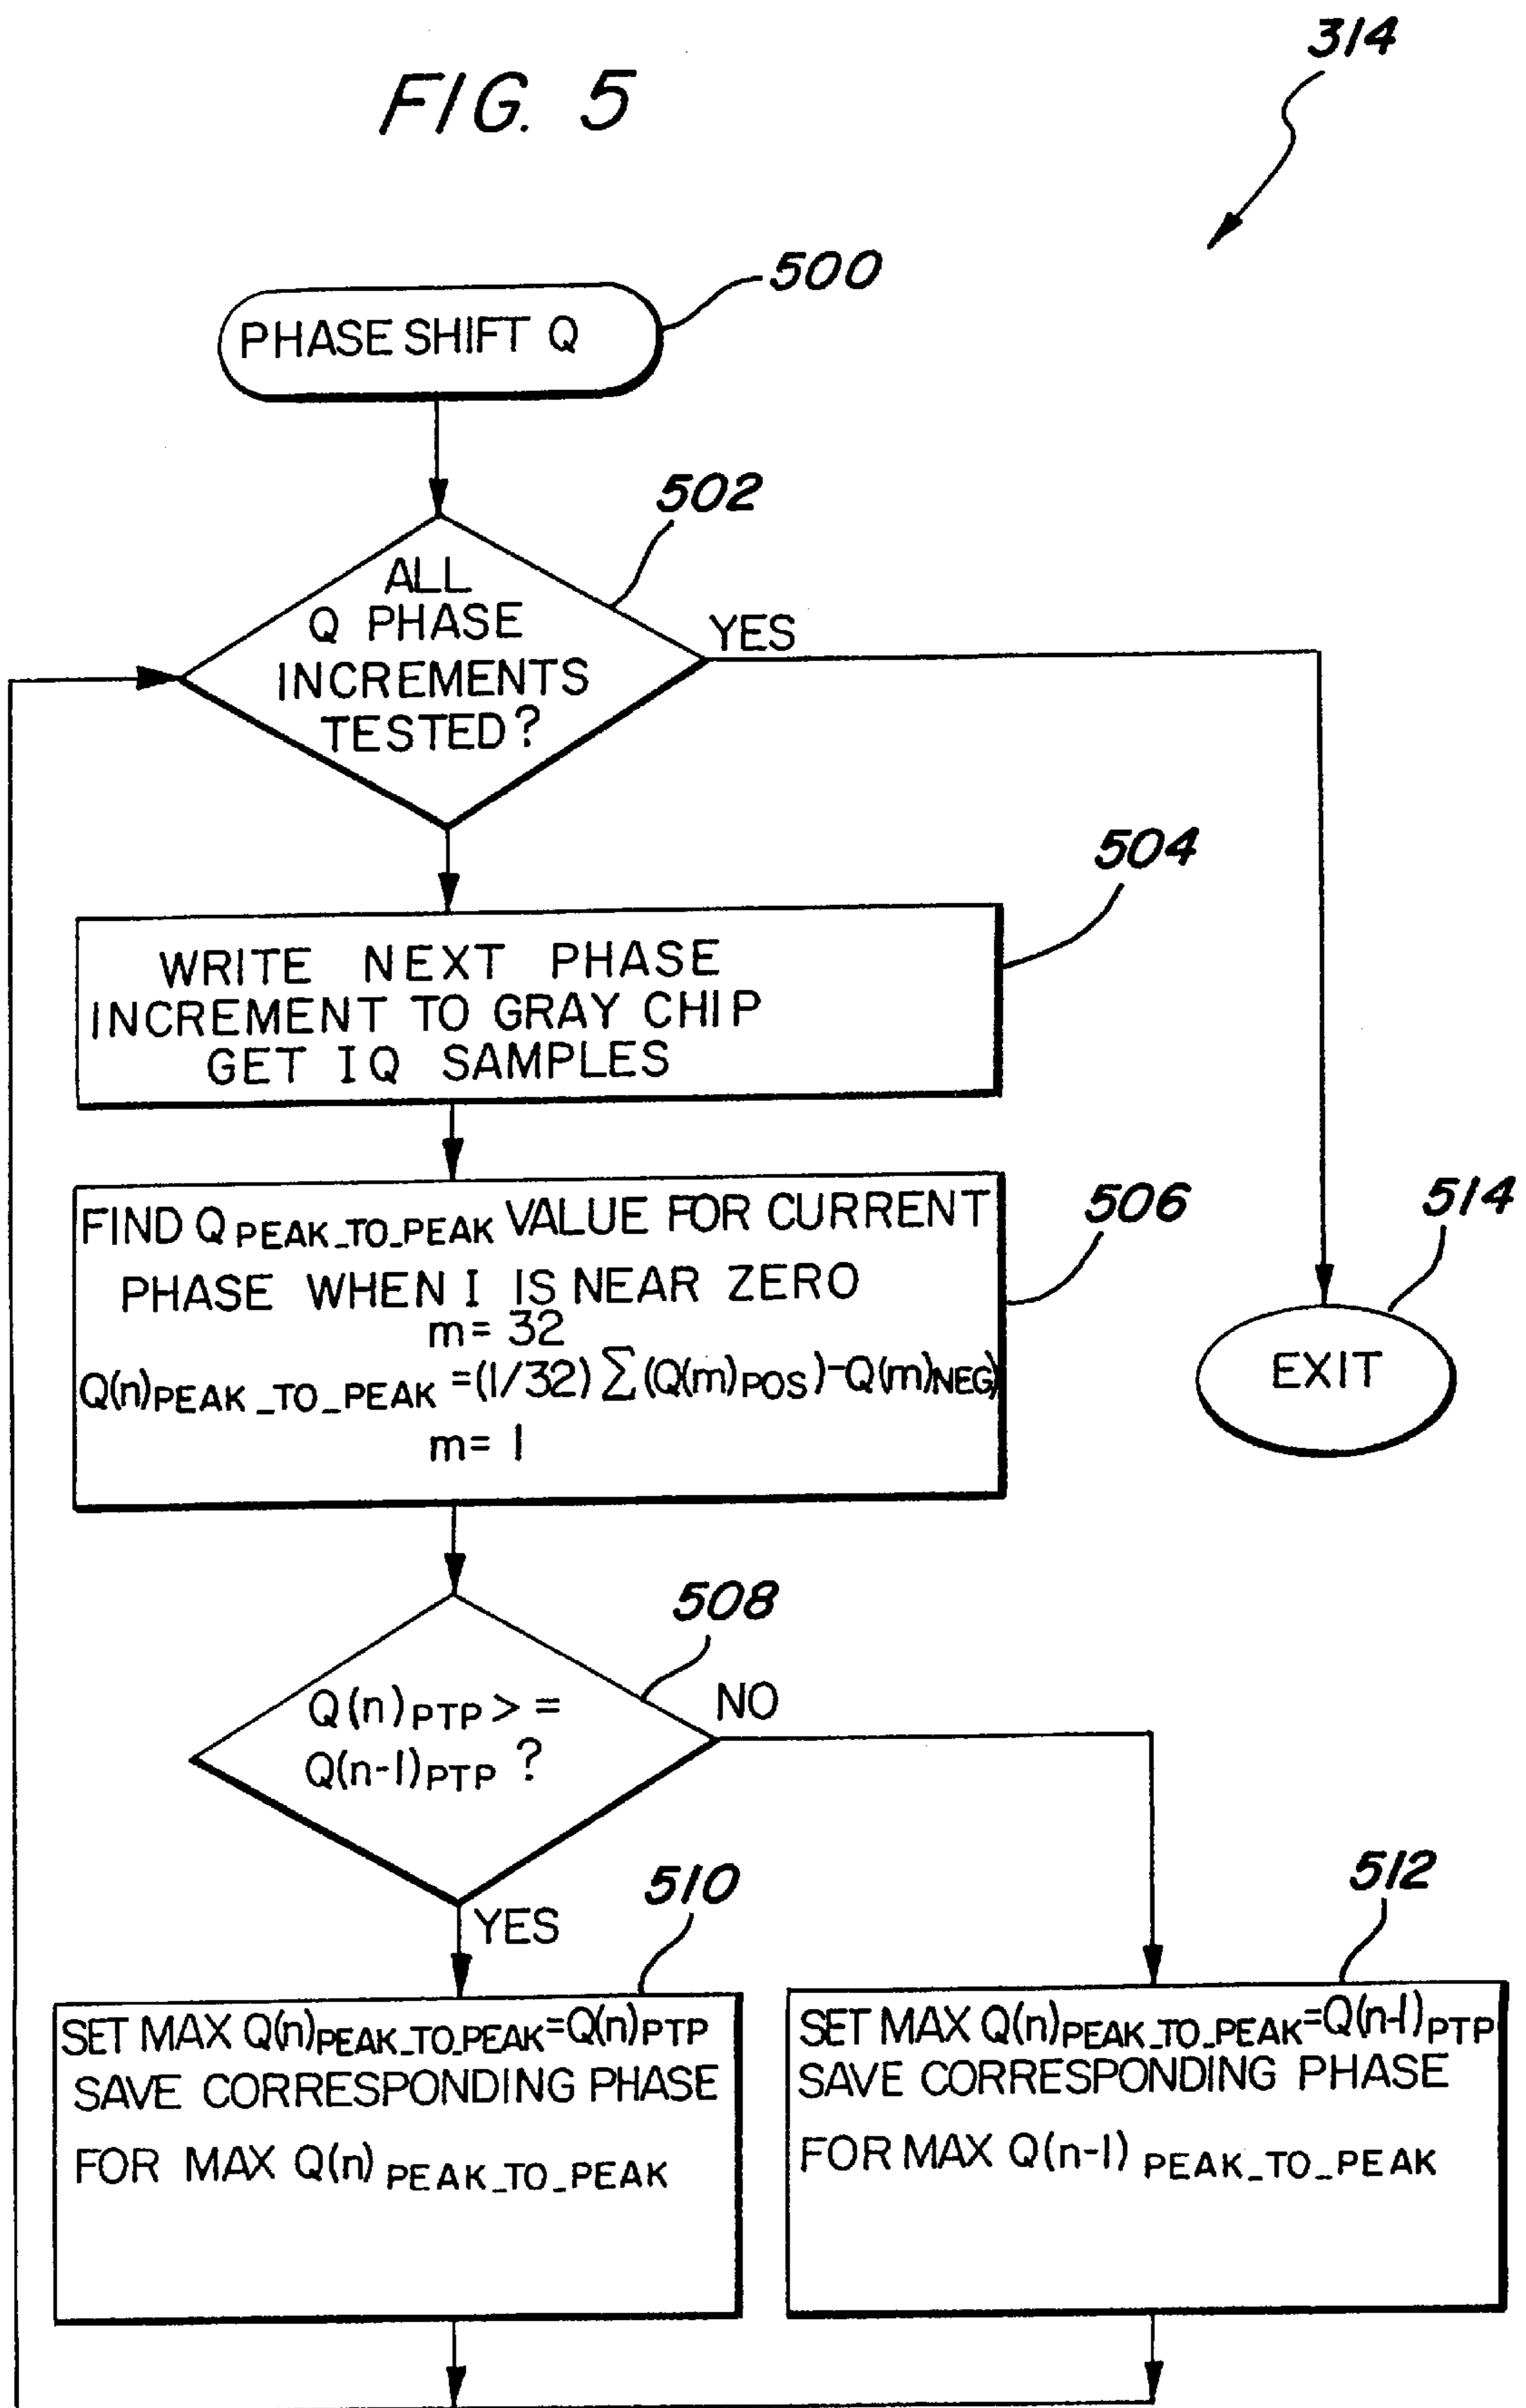 314
FIG. 5
500
PHASE SHIFT Q
502
ALL
Q PHASE
INCREMENTS
TESTED?
YES
504
WRITE NEXT PHASE
INCREMENT TO GRAY CHIP
GET IQ SAMPLES
506
FIND Q PEAK_TO_PEAK VALUE FOR CURRENT
PHASE WHEN I IS NEAR ZERO
m= 32
Q(n)PEAK_TO_PEAK =(1/32) ∑ (Q(m)POS)-Q(m)NEG)
m= 1
514
EXIT
508
Q(n)PTP >=
Q(n-1)PTP ?
NO
YES
510
SET MAX Q(n)PEAK_TO_PEAK=Q(n)PTP
SAVE CORRESPONDING PHASE
FOR MAX Q(n) PEAK_TO_PEAK
512
SET MAX Q(n)PEAK_TO_PEAK=Q(n-1)PTP
SAVE CORRESPONDING PHASE
FOR MAX Q(n-1) PEAK_TO_PEAK